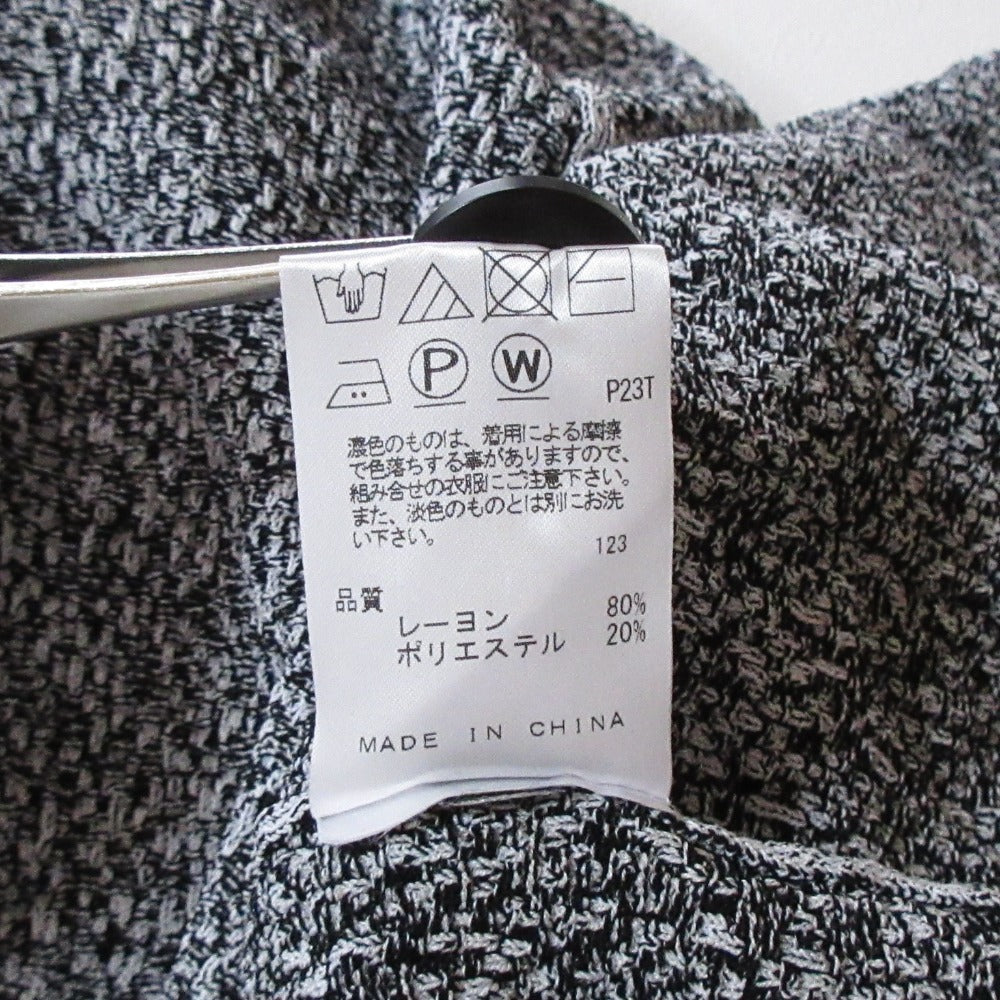 P W P23T
濃色のものは、着用による摩擦
で色落ちする事がありますので、
組み合せの衣服にご注意下さい。
また、淡色のものとは別にお洗
い下さい。 123
品質
レーヨン 80%
ポリエステル 20%
MADE IN CHINA